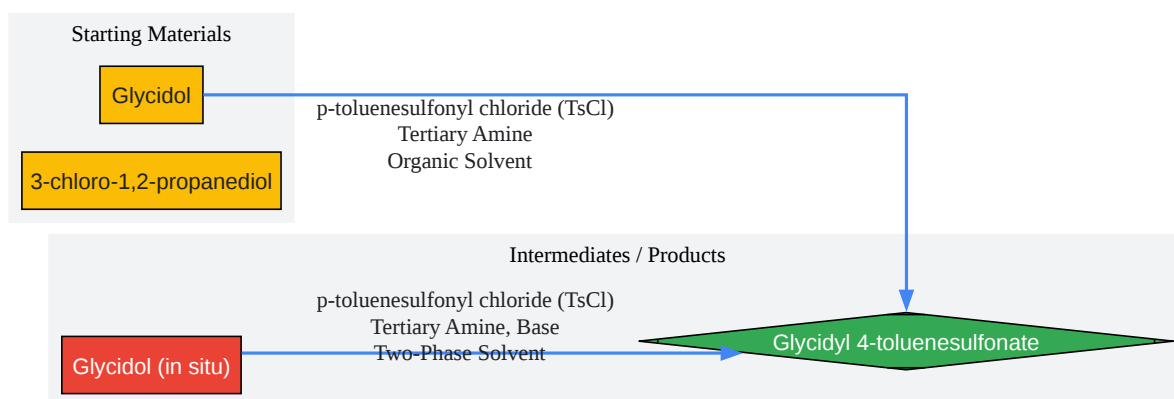 Starting Materials
Glycidol
p-toluenesulfonyl chloride (TsCl)
Tertiary Amine
Organic Solvent
3-chloro-1,2-propanediol
Intermediates / Products
p-toluenesulfonyl chloride (TsCl)
Tertiary Amine, Base
Two-Phase Solvent
Glycidol (in situ)
Glycidyl 4-toluenesulfonate